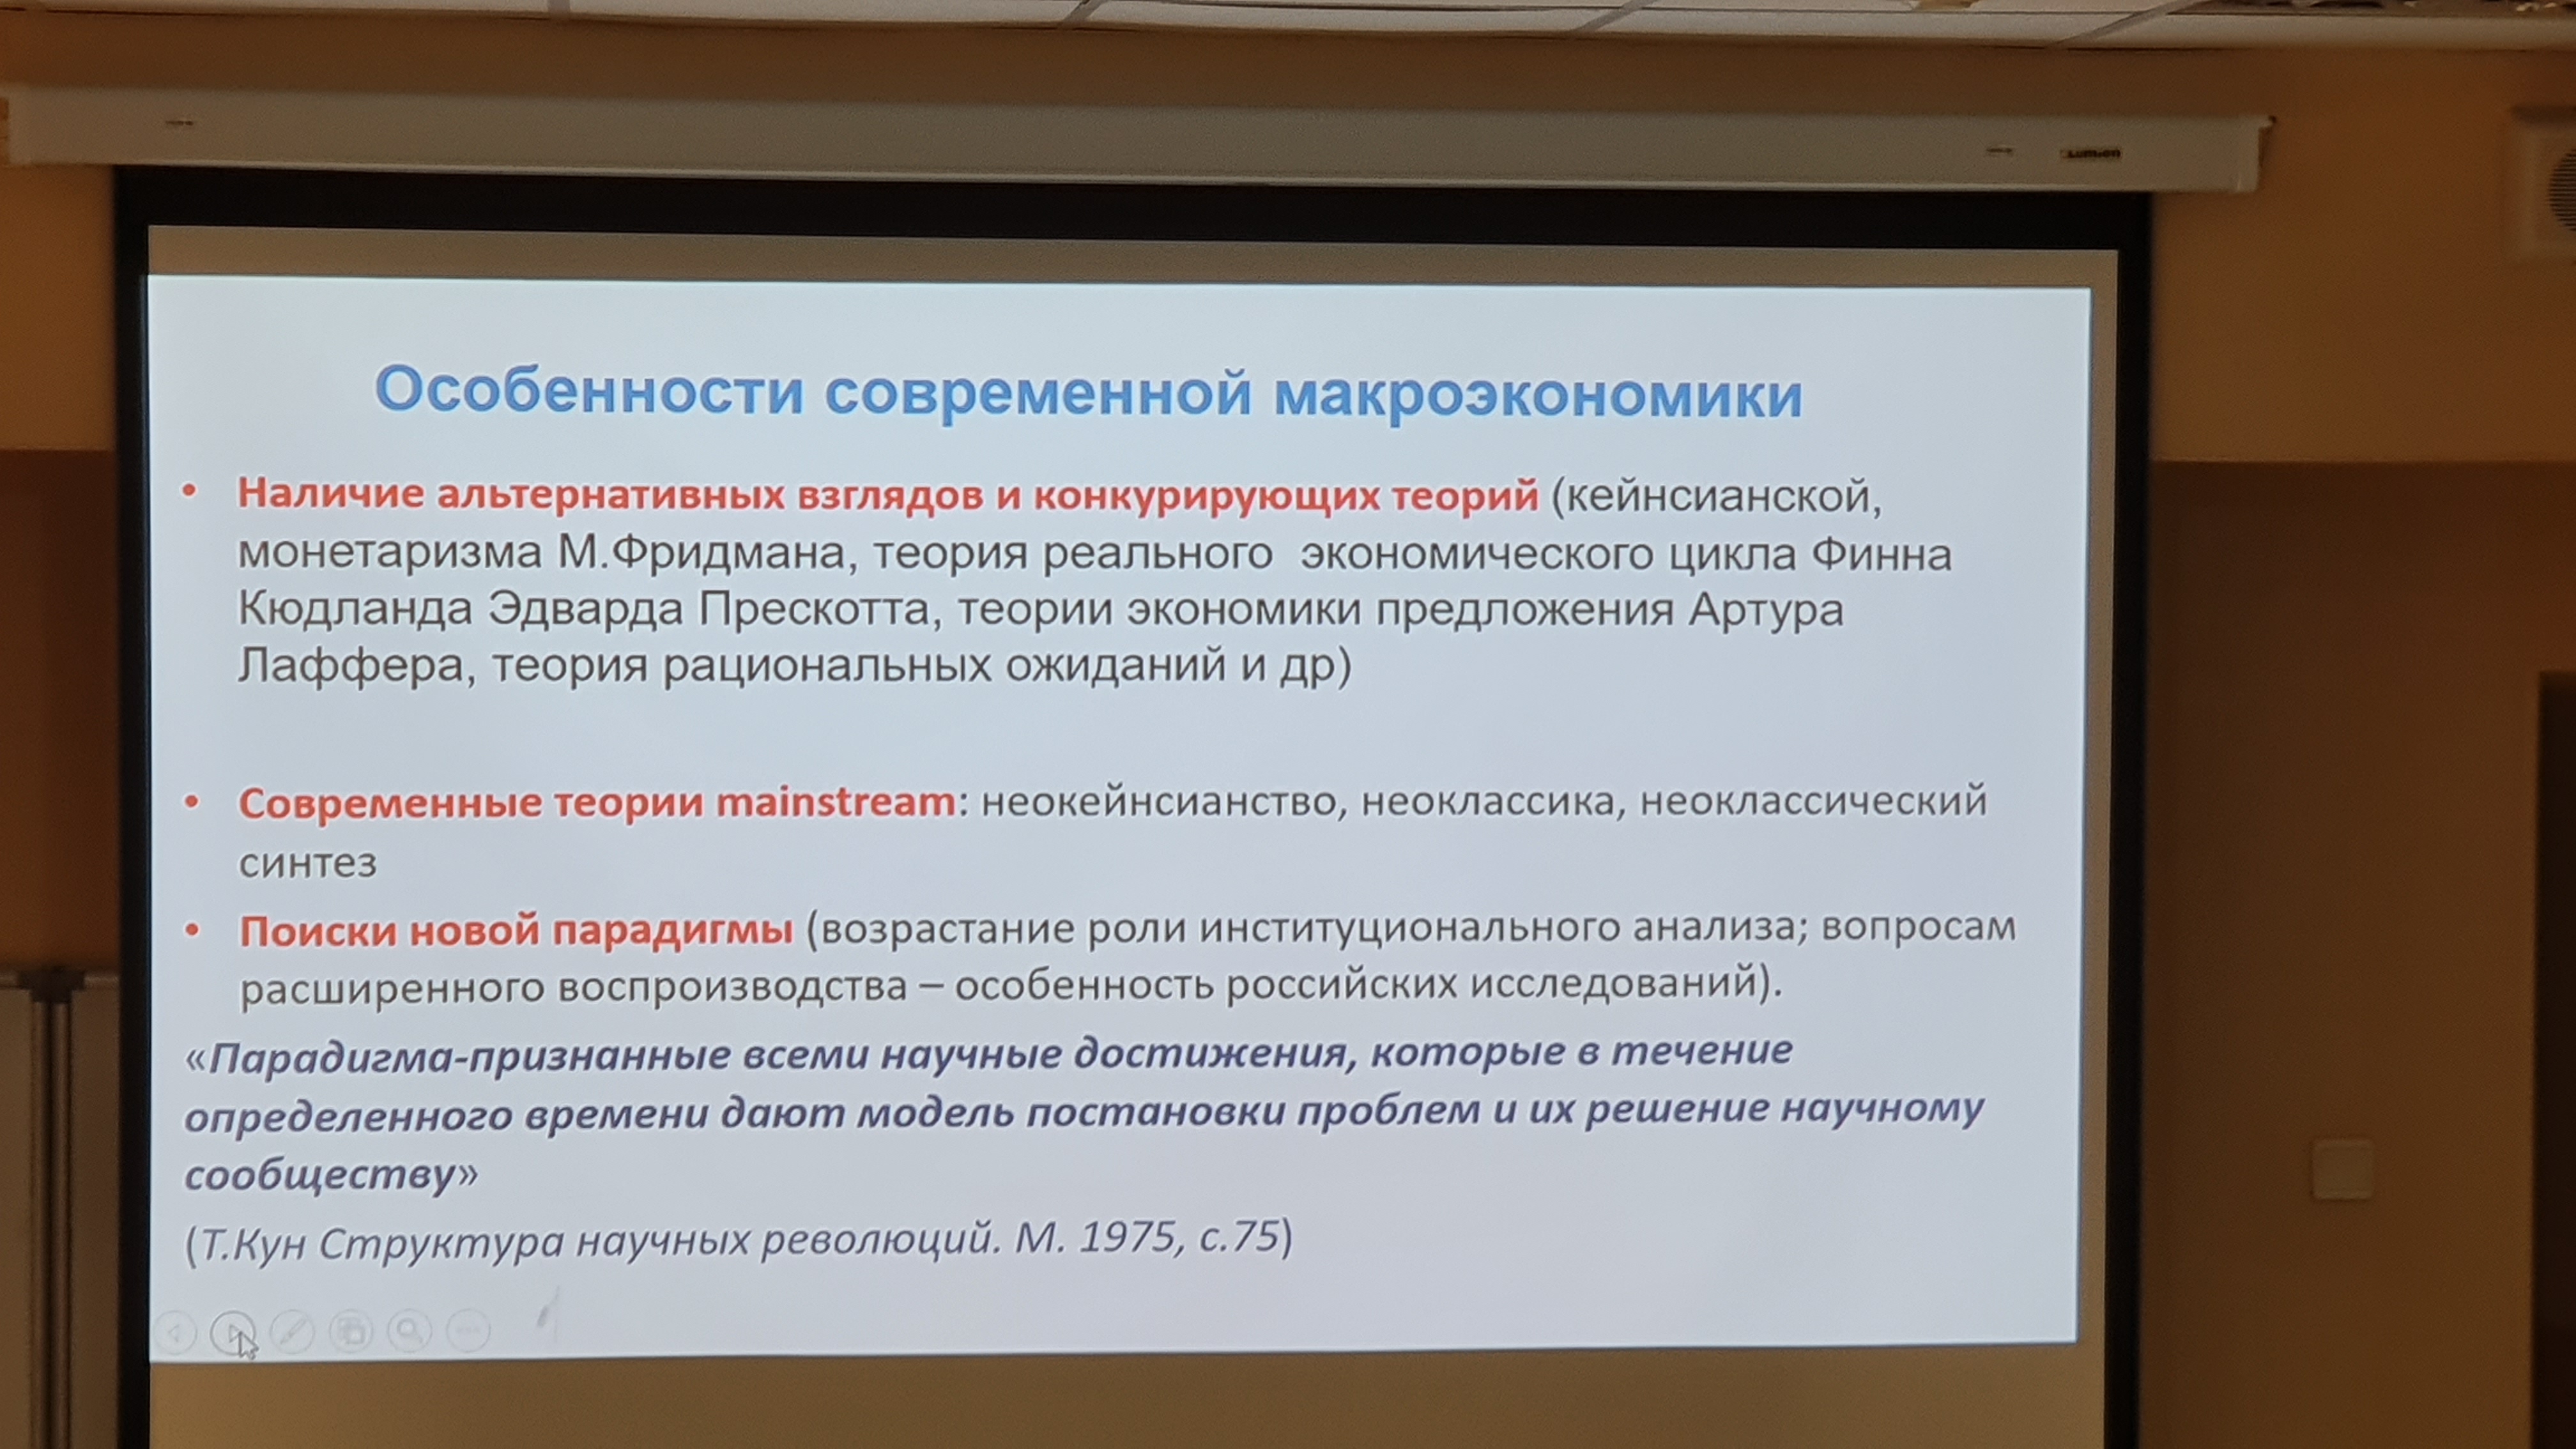 Lumien
Особенности современной макроэкономики
• Наличие альтернативных взглядов и конкурирующих теорий (кейнсианской,
монетаризма М.Фридмана, теория реального  экономического цикла Финна
Кюдланда Эдварда Прескотта, теории экономики предложения Артура
Лаффера, теория рациональных ожиданий и др)
• Современные теории mainstream: неокейнсианство, неоклассика, неоклассический
синтез
• Поиски новой парадигмы (возрастание роли институционального анализа; вопросам
расширенного воспроизводства – особенность российских исследований).
«Парадигма-признанные всеми научные достижения, которые в течение
определенного времени дают модель постановки проблем и их решение научному
сообществу»
(Т.Кун Структура научных революций. М. 1975, с.75)